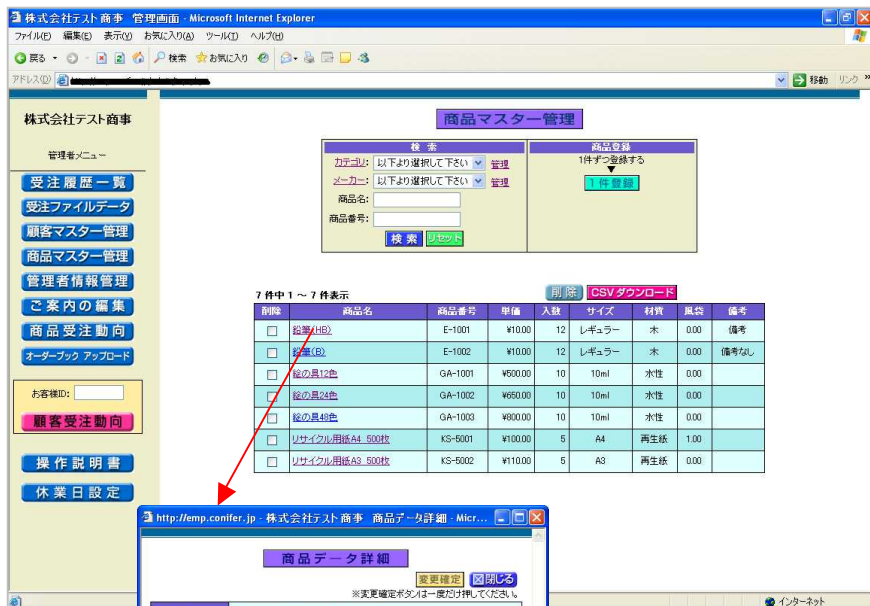 株式会社テスト商事 管理画面 - Microsoft Internet Explorer
ファイル(F) 編集(E) 表示(V) お気に入り(A) ツール(T) ヘルプ(H)
戻る 検索 お気に入り
アドレス(D) 移動 リンク »
株式会社テスト商事
管理者メニュー
受注履歴一覧
受注ファイルデータ
顧客マスター管理
商品マスター管理
管理者情報管理
ご案内の編集
商品受注動向
オーダーブック アップロード
お客様ID:
顧客受注動向
操作説明書
休業日設定
商品マスター管理
検 索 商品登録
カテゴリ: 以下より選択して下さい 管理 1件ずつ登録する
メーカー: 以下より選択して下さい 管理 ▼
商品名: 1件登録
商品番号:
検 索 リセット
7 件中 1 ～ 7 件表示 削 除 CSV ダウンロード
削除 商品名 商品番号 単価 入数 サイズ 材質 風袋 備考
鉛筆(HB) E-1001 ¥10.00 12 レギュラー 木 0.00 備考
鉛筆(B) E-1002 ¥10.00 12 レギュラー 木 0.00 備考なし
絵の具12色 GA-1001 ¥500.00 10 10ml 水性 0.00
絵の具24色 GA-1002 ¥650.00 10 10ml 水性 0.00
絵の具48色 GA-1003 ¥800.00 10 10ml 水性 0.00
リサイクル用紙A4 500枚 KS-5001 ¥100.00 5 A4 再生紙 1.00
リサイクル用紙A3 500枚 KS-5002 ¥110.00 5 A3 再生紙 0.00
http://emp.conifer.jp - 株式会社テスト商事 商品データ詳細 - Micr...
商品データ詳細
変更確定 閉じる
※変更確定ボタンは一度だけ押してください。
インターネット